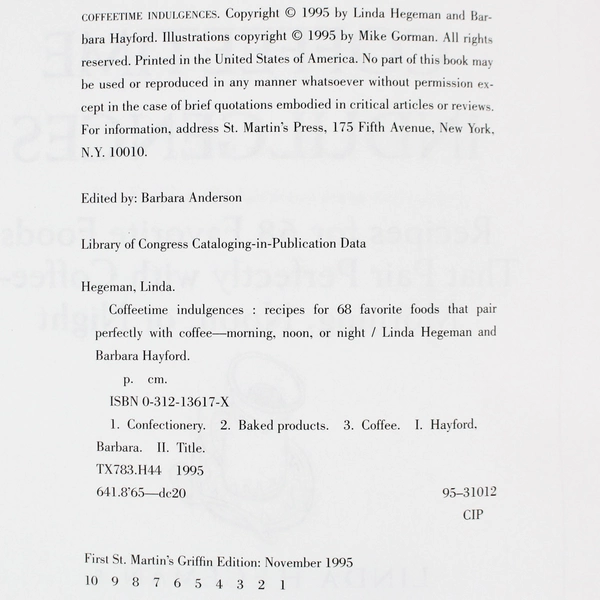 COFFEETIME INDULGENCES. Copyright © 1995 by Linda Hegeman and Bar-
bara Hayford. Illustrations copyright © 1995 by Mike Gorman. All rights
reserved. Printed in the United States of America. No part of this book may
be used or reproduced in any manner whatsoever without permission ex-
cept in the case of brief quotations embodied in critical articles or reviews.
For information, address St. Martin's Press, 175 Fifth Avenue, New York,
N.Y. 10010.
Edited by: Barbara Anderson
Library of Congress Cataloging-in-Publication Data
Hegeman, Linda.
Coffeetime indulgences : recipes for 68 favorite foods that pair
perfectly with coffee—morning, noon, or night / Linda Hegeman and
Barbara Hayford.
p. cm.
ISBN 0-312-13617-X
1. Confectionery. 2. Baked products. 3. Coffee. I. Hayford,
Barbara. II. Title.
TX783.H44 1995
641.8'65—dc20 95–31012
CIP
First St. Martin's Griffin Edition: November 1995
10 9 8 7 6 5 4 3 2 1